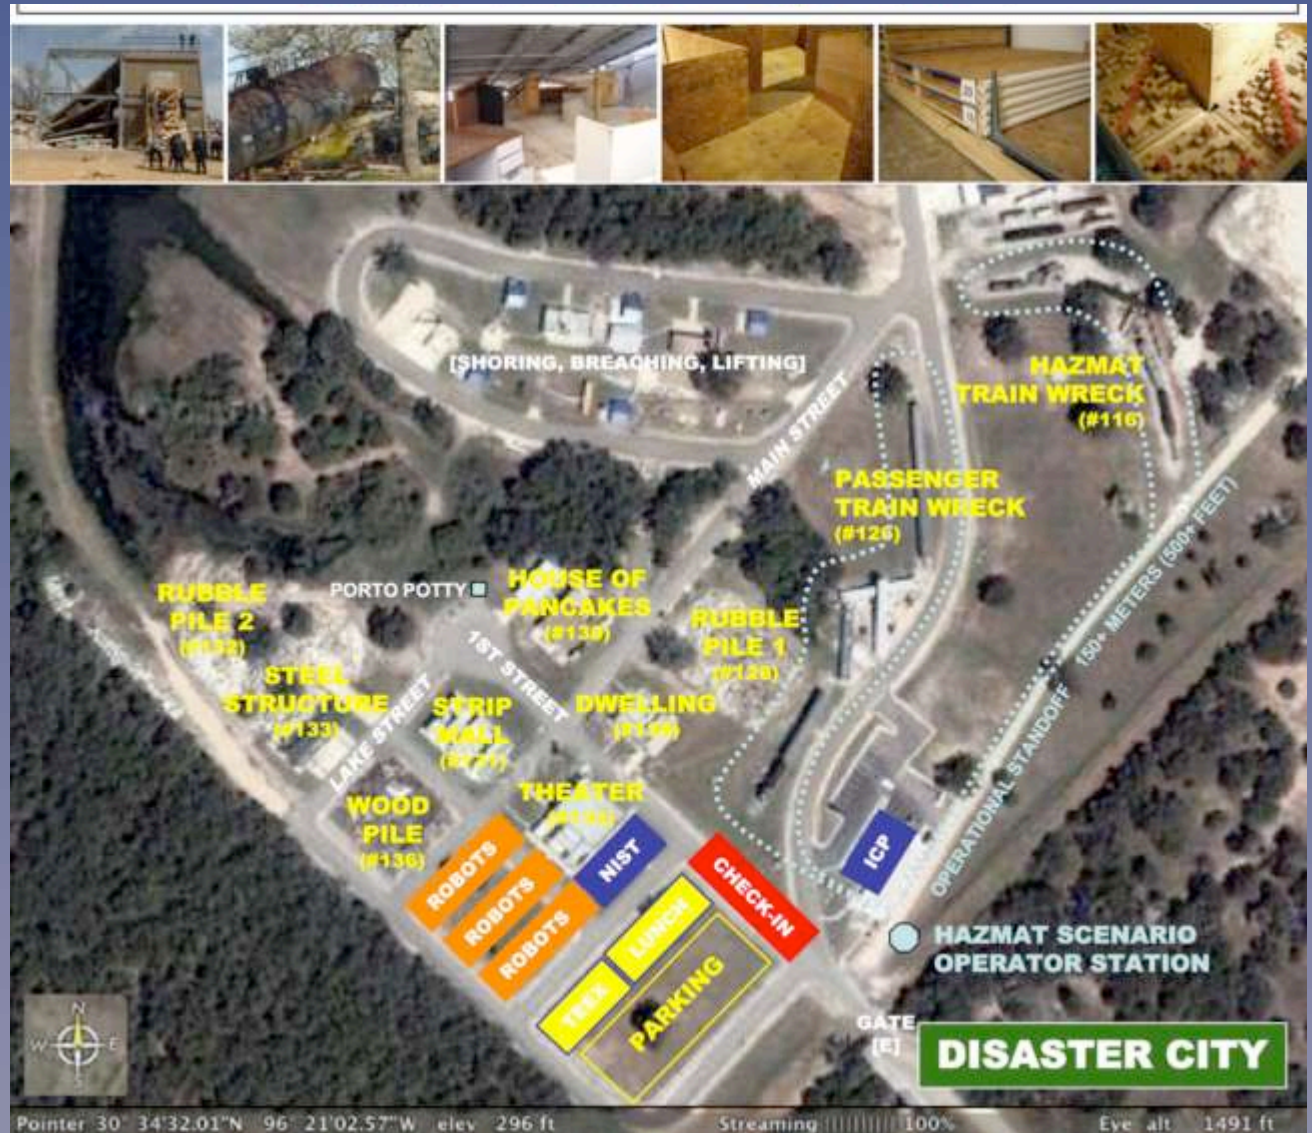 [SHORING, BREACHING, LIFTING]
MAIN STREET
HAZMAT
TRAIN WRECK
(#116)
PASSENGER
TRAIN WRECK
(#126)
150+ METERS (500+ FEET)
OPERATIONAL STANDOFF
PORTO POTTY
HOUSE OF
PANCAKES
(#130)
RUBBLE
PILE 2
(#132)
RUBBLE
PILE 1
(#128)
1ST STREET
STEEL
STRUCTURE
(#133)
LAKE STREET
STRIP
MALL
DWELLING
THEATER
WOOD
PILE
(#136)
ROBOTS
ROBOTS
ROBOTS
NIST
CHECK-IN
ICP
LUNCH
TEEX
PARKING
HAZMAT SCENARIO
OPERATOR STATION
GATE
[E]
DISASTER CITY
N
W E
S
Pointer 30° 34'32.01"N 96° 21'02.57"W elev 296 ft Streaming 100% Eye alt 1491 ft